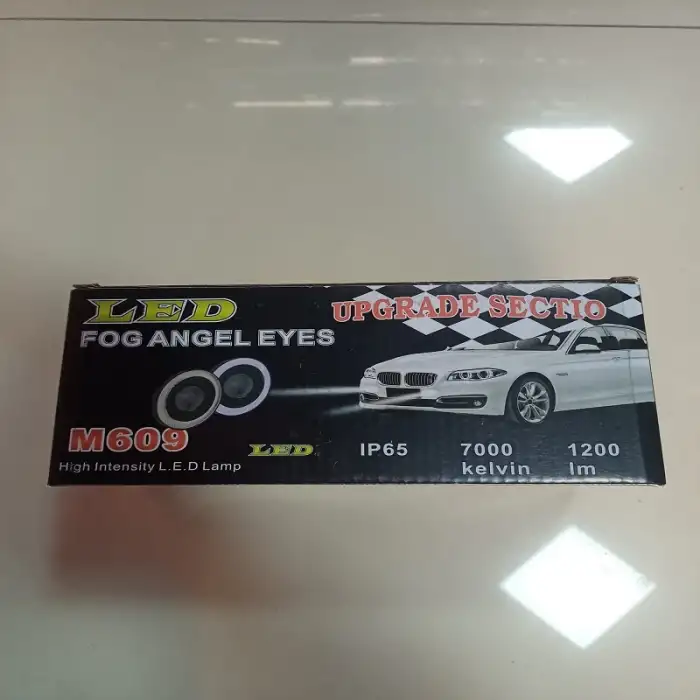 LED
UPGRADE SECTIO
FOG ANGEL EYES
M609
LED
IP65
7000
kelvin
1200
lm
High Intensity L.E.D Lamp